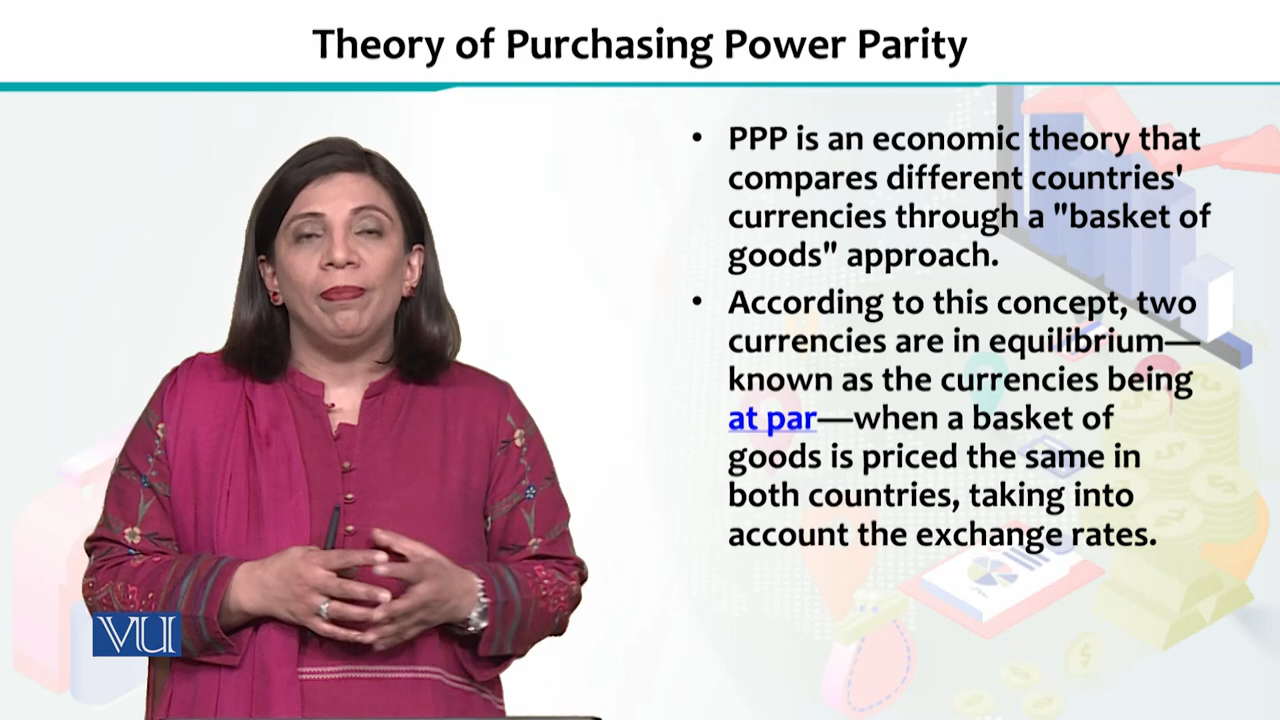 Theory of Purchasing Power Parity
• PPP is an economic theory that
compares different countries'
currencies through a "basket of
goods" approach.
• According to this concept, two
currencies are in equilibrium—
known as the currencies being
at par—when a basket of
goods is priced the same in
both countries, taking into
account the exchange rates.
VU